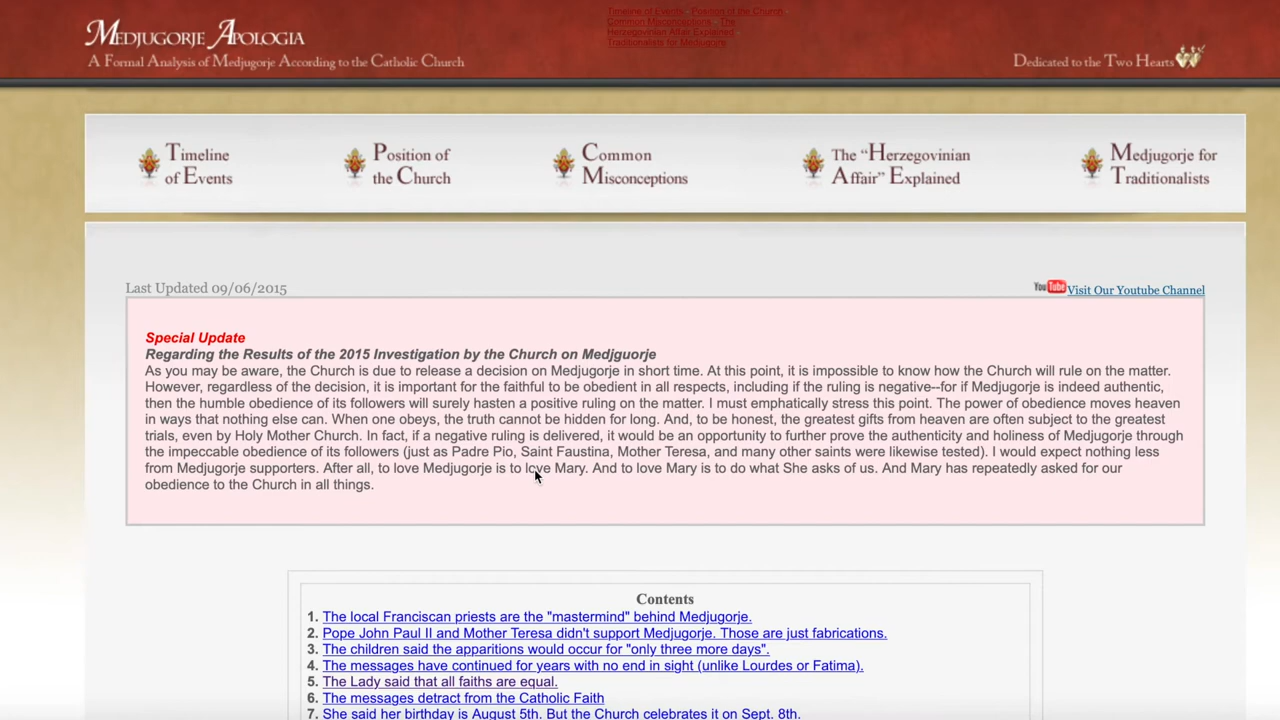 Medjugorje Apologia
A Formal Analysis of Medjugorje According to the Catholic Church
Timeline of Events - Position of the Church -
Common Misconceptions - The
Herzegovinian Affair Explained -
Traditionalists for Medjugorje
Dedicated to the Two Hearts
Timeline
of Events
Position of
the Church
Common
Misconceptions
The “Herzegovinian
Affair” Explained
Medjugorje for
Traditionalists
Last Updated 09/06/2015
YouTube Visit Our Youtube Channel
Special Update
Regarding the Results of the 2015 Investigation by the Church on Medjguorje
As you may be aware, the Church is due to release a decision on Medjugorje in short time. At this point, it is impossible to know how the Church will rule on the matter.
However, regardless of the decision, it is important for the faithful to be obedient in all respects, including if the ruling is negative--for if Medjugorje is indeed authentic,
then the humble obedience of its followers will surely hasten a positive ruling on the matter. I must emphatically stress this point. The power of obedience moves heaven
in ways that nothing else can. When one obeys, the truth cannot be hidden for long. And, to be honest, the greatest gifts from heaven are often subject to the greatest
trials, even by Holy Mother Church. In fact, if a negative ruling is delivered, it would be an opportunity to further prove the authenticity and holiness of Medjugorje through
the impeccable obedience of its followers (just as Padre Pio, Saint Faustina, Mother Teresa, and many other saints were likewise tested). I would expect nothing less
from Medjugorje supporters. After all, to love Medjugorje is to love Mary. And to love Mary is to do what She asks of us. And Mary has repeatedly asked for our
obedience to the Church in all things.
Contents
1. The local Franciscan priests are the "mastermind" behind Medjugorje.
2. Pope John Paul II and Mother Teresa didn't support Medjugorje. Those are just fabrications.
3. The children said the apparitions would occur for "only three more days".
4. The messages have continued for years with no end in sight (unlike Lourdes or Fatima).
5. The Lady said that all faiths are equal.
6. The messages detract from the Catholic Faith
7. She said her birthday is August 5th. But the Church celebrates it on Sept. 8th.